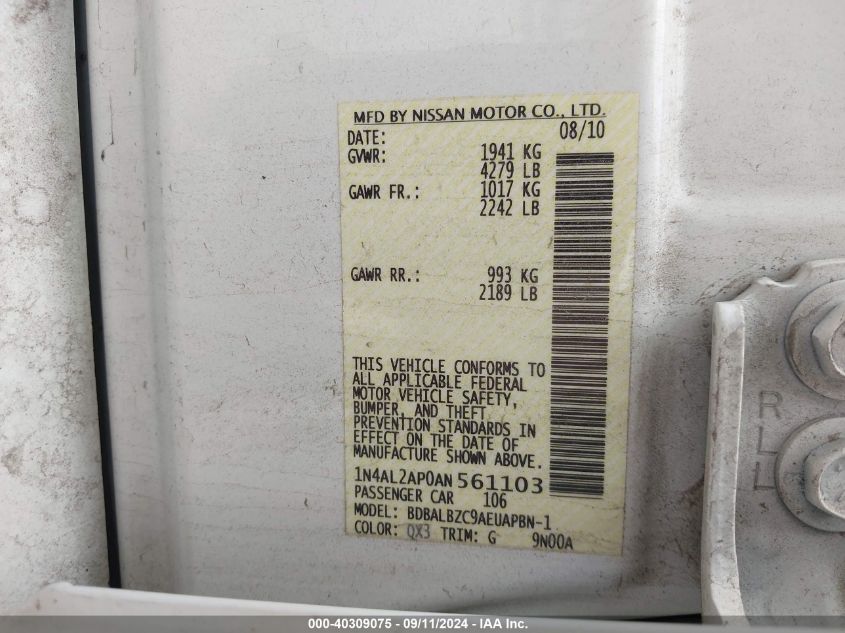 MFD BY NISSAN MOTOR CO., LTD.
DATE: 08/10
GVWR: 1941 KG
4279 LB
GAWR FR.: 1017 KG
2242 LB
GAWR RR.: 993 KG
2189 LB
THIS VEHICLE CONFORMS TO
ALL APPLICABLE FEDERAL
MOTOR VEHICLE SAFETY,
BUMPER, AND THEFT
PREVENTION STANDARDS IN
EFFECT ON THE DATE OF
MANUFACTURE SHOWN ABOVE.
1N4AL2AP0AN561103
PASSENGER CAR 106
MODEL: BDBALBZC9AEUAPBN-1
COLOR: QX3 TRIM: G 9N00A
000-40309075 - 09/11/2024 - IAA Inc.